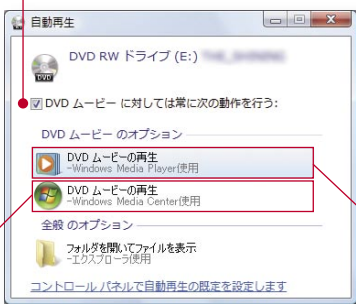 自動再生
DVD RW ドライブ (E:)
DVD
DVD ムービー に対しては常に次の動作を行う:
DVD ムービー のオプション
DVD ムービーの再生
-Windows Media Player使用
DVD ムービーの再生
-Windows Media Center使用
全般 のオプション
フォルダを開いてファイルを表示
-エクスプローラ使用
コントロール パネルで自動再生の既定を設定します